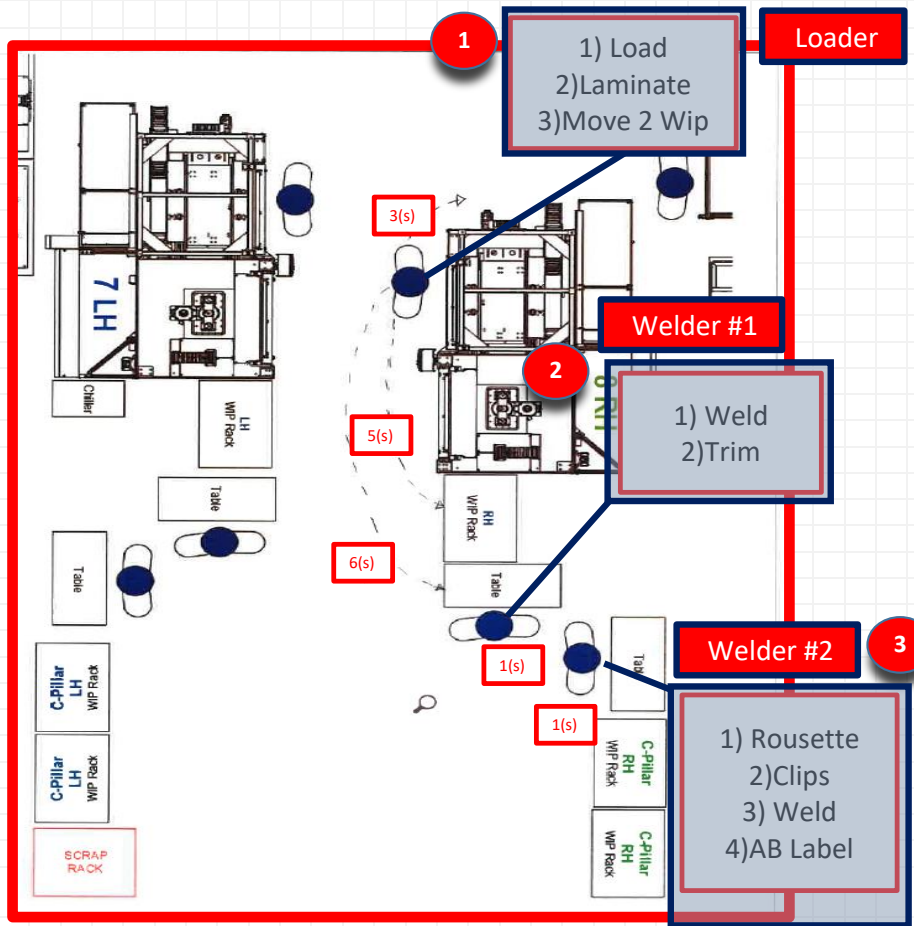 1
1) Load
2)Laminate
3)Move 2 Wip
Loader
3(s)
7 LH
Welder #1
2
1) Weld
2)Trim
Chiller
LH
WIP Rack
5(s)
Table
RH
WIP Rack
6(s)
Table
Table
1(s)
Welder #2
3
1(s)
1) Rousette
2)Clips
3) Weld
4)AB Label
C-Pillar
LH
WIP Rack
C-Pillar
LH
WIP Rack
C-Pillar
RH
WIP Rack
C-Pillar
RH
WIP Rack
SCRAP
RACK